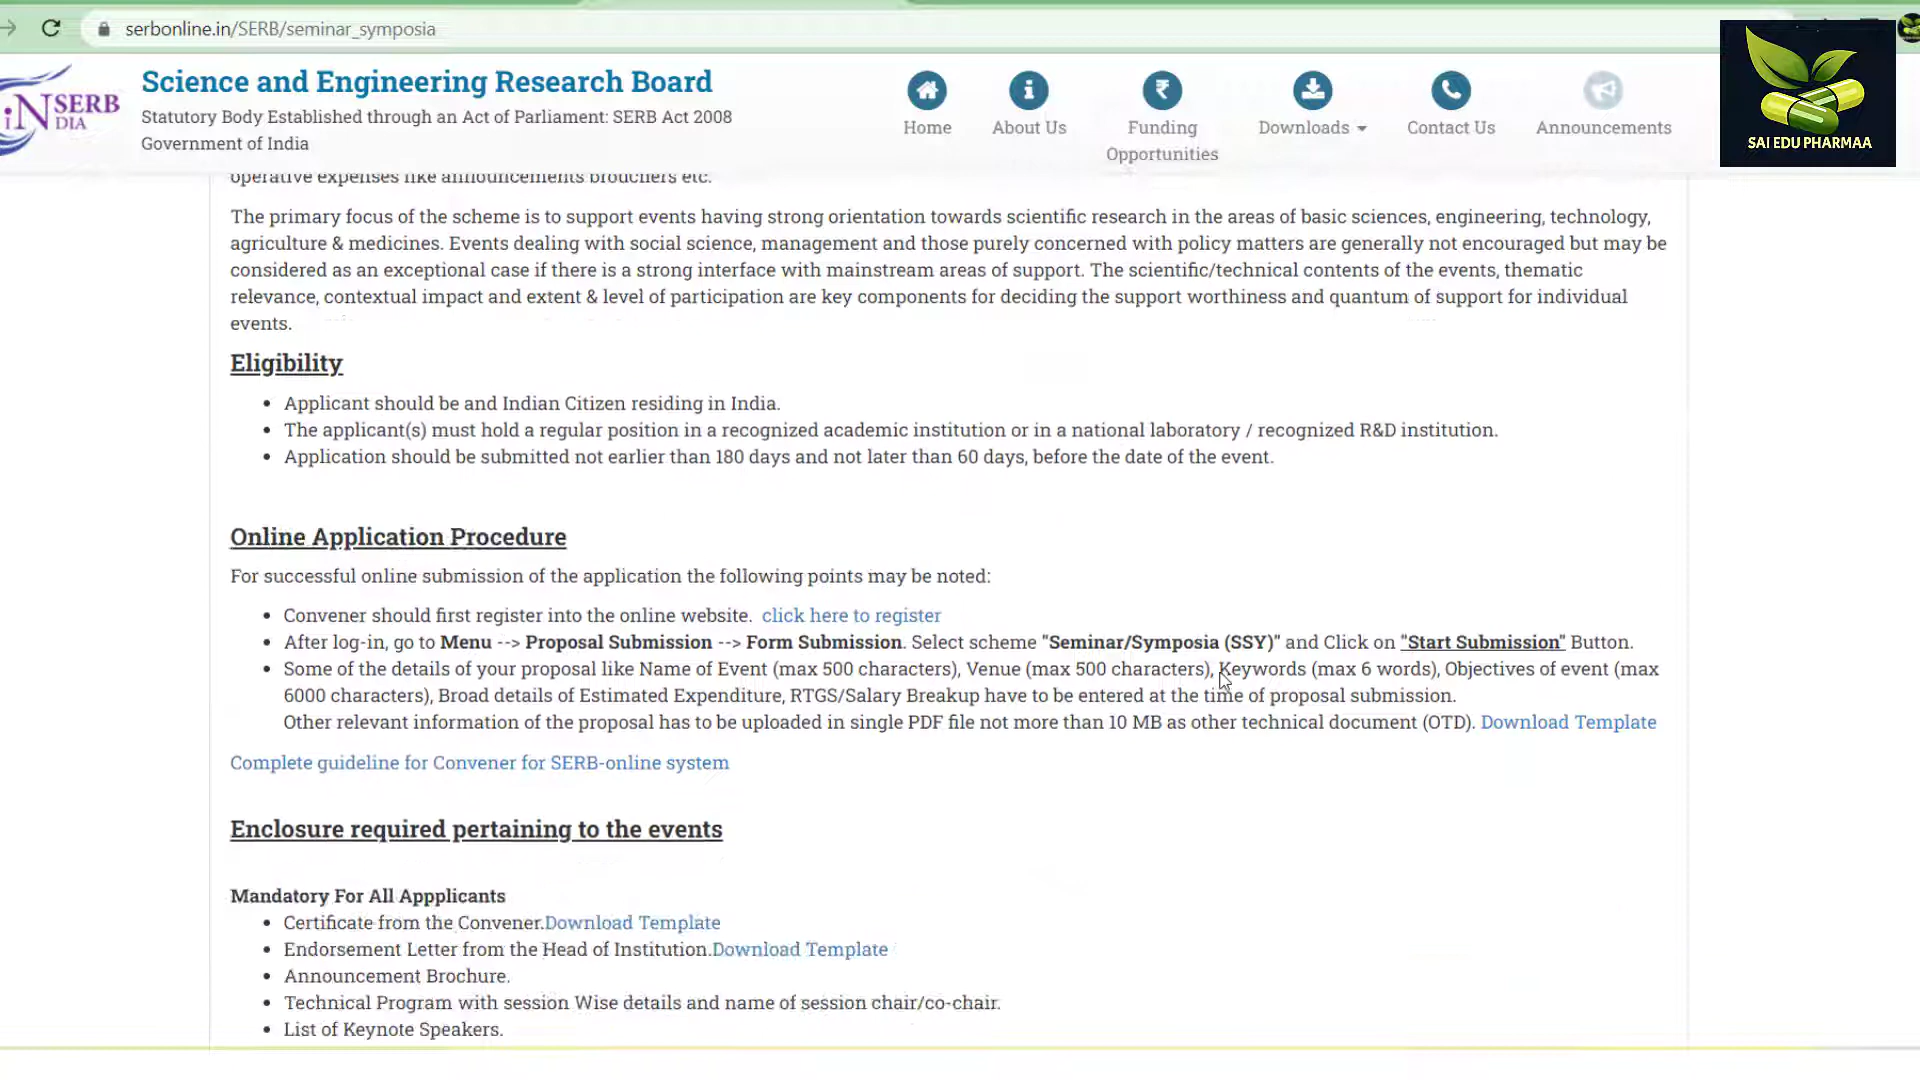 serbonline.in/SERB/seminar_symposia
iNSERB
DIA
Science and Engineering Research Board
Statutory Body Established through an Act of Parliament: SERB Act 2008
Government of India
Home
About Us
Funding
Opportunities
Downloads
Contact Us
Announcements
SAI EDU PHARMAA
operative expenses like announcements brouchers etc.
The primary focus of the scheme is to support events having strong orientation towards scientific research in the areas of basic sciences, engineering, technology,
agriculture & medicines. Events dealing with social science, management and those purely concerned with policy matters are generally not encouraged but may be
considered as an exceptional case if there is a strong interface with mainstream areas of support. The scientific/technical contents of the events, thematic
relevance, contextual impact and extent & level of participation are key components for deciding the support worthiness and quantum of support for individual
events.
Eligibility
Applicant should be and Indian Citizen residing in India.
The applicant(s) must hold a regular position in a recognized academic institution or in a national laboratory / recognized R&D institution.
Application should be submitted not earlier than 180 days and not later than 60 days, before the date of the event.
Online Application Procedure
For successful online submission of the application the following points may be noted:
Convener should first register into the online website. click here to register
After log-in, go to Menu --> Proposal Submission --> Form Submission. Select scheme "Seminar/Symposia (SSY)" and Click on "Start Submission" Button.
Some of the details of your proposal like Name of Event (max 500 characters), Venue (max 500 characters), Keywords (max 6 words), Objectives of event (max
6000 characters), Broad details of Estimated Expenditure, RTGS/Salary Breakup have to be entered at the time of proposal submission.
Other relevant information of the proposal has to be uploaded in single PDF file not more than 10 MB as other technical document (OTD). Download Template
Complete guideline for Convener for SERB-online system
Enclosure required pertaining to the events
Mandatory For All Appplicants
Certificate from the Convener.Download Template
Endorsement Letter from the Head of Institution.Download Template
Announcement Brochure.
Technical Program with session Wise details and name of session chair/co-chair.
List of Keynote Speakers.